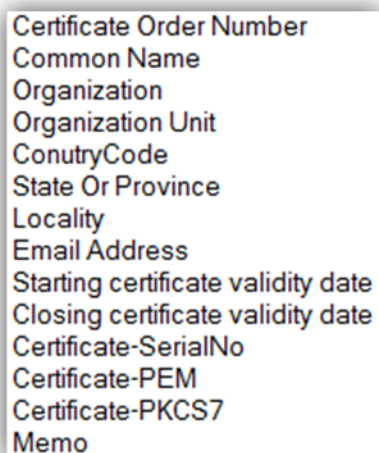 Certificate Order Number
Common Name
Organization
Organization Unit
ConutryCode
State Or Province
Locality
Email Address
Starting certificate validity date
Closing certificate validity date
Certificate-SerialNo
Certificate-PEM
Certificate-PKCS7
Memo